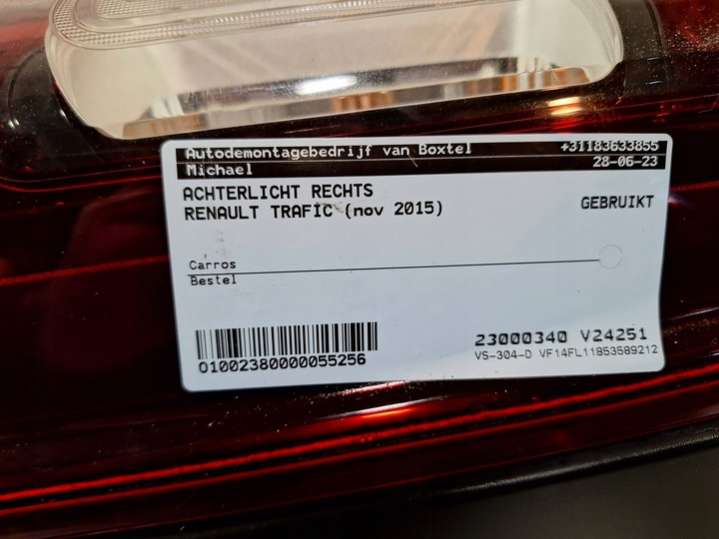 Autodemontagebedrijf van Boxtel +31183633855
Michael 28-06-23
ACHTERLICHT RECHTS
RENAULT TRAFIC (nov 2015) GEBRUIKT
Carros
Bestel
23000340 V24251
01002380000055256 VS-304-D VF14FL11853589212